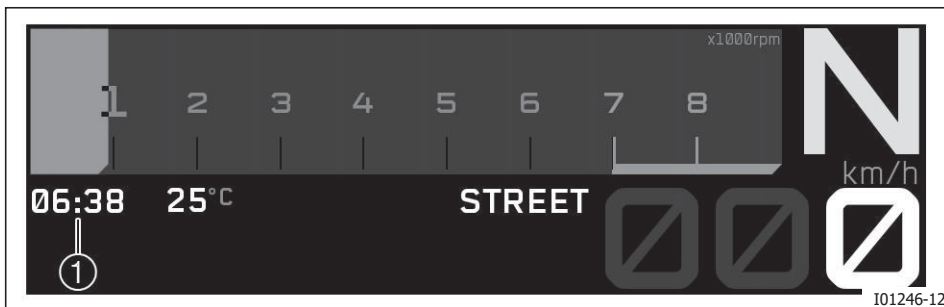 x1000rpm
1 2 3 4 5 6 7 8
N
km/h
06:38 25°C STREET 000
1
I01246-12